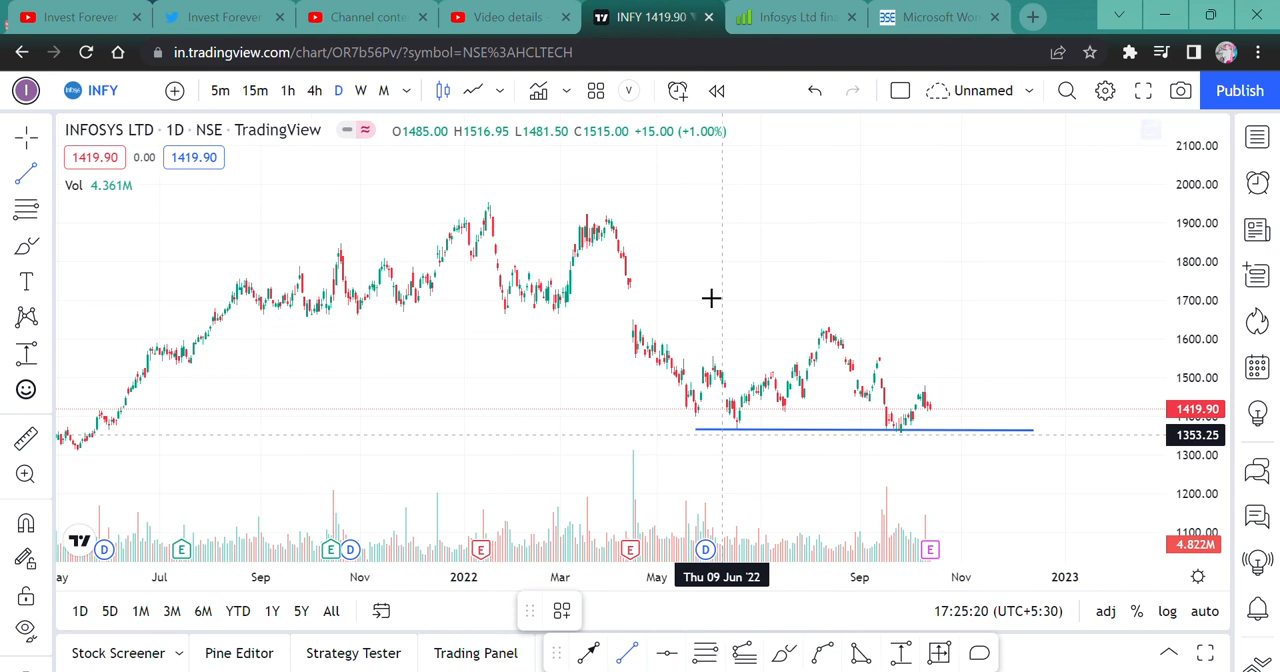 Invest Forever
Invest Forever
Channel conte
Video details -
INFY 1419.90
Infosys Ltd fina
Microsoft Wor
in.tradingview.com/chart/OR7b56Pv/?symbol=NSE%3AHCLTECH
I
Infosys
INFY
5m 15m 1h 4h D W M
V
Unnamed
Publish
INFOSYS LTD · 1D · NSE · TradingView
O1485.00 H1516.95 L1481.50 C1515.00 +15.00 (+1.00%)
1419.90 0.00 1419.90
Vol 4.361M
2100.00
2000.00
1900.00
1800.00
1700.00
1600.00
1500.00
1419.90
1353.25
1300.00
1200.00
1100.00
4.822M
D E E D E E D E
ay Jul Sep Nov 2022 Mar May Thu 09 Jun '22 Sep Nov 2023
1D 5D 1M 3M 6M YTD 1Y 5Y All
17:25:20 (UTC+5:30) adj % log auto
Stock Screener Pine Editor Strategy Tester Trading Panel